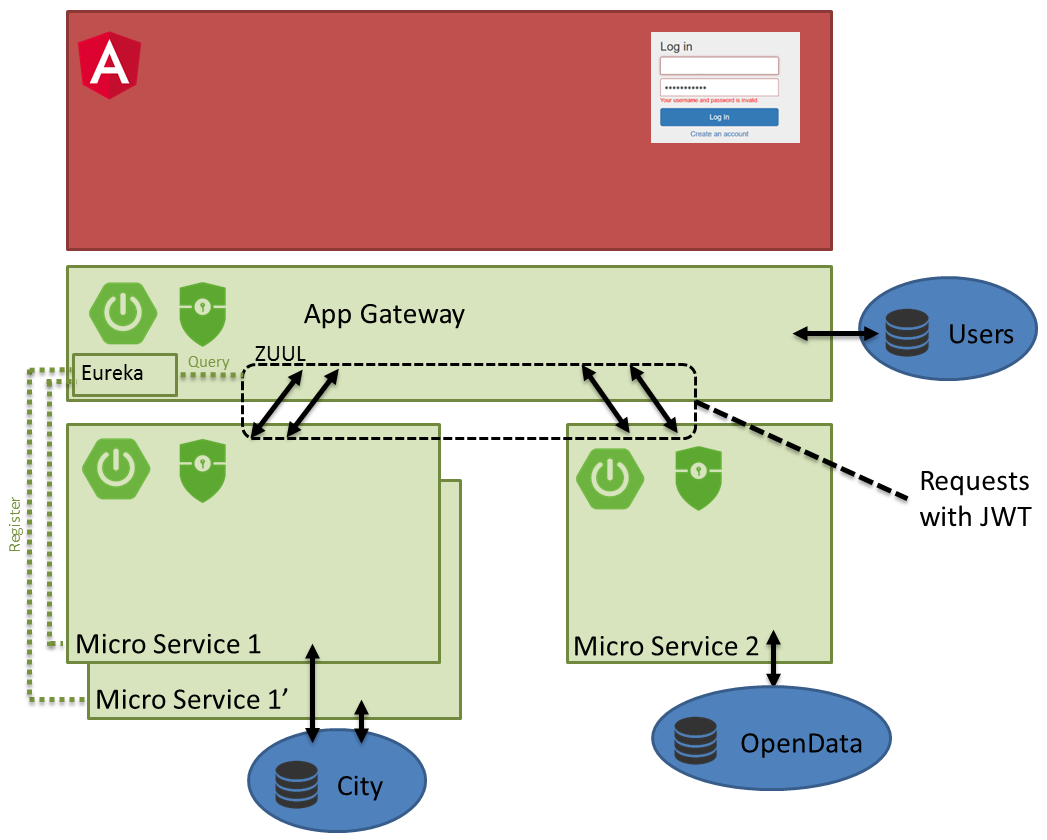 A
Log in
•••••••••••
Your username and password is invalid
Log in
Create an account
App Gateway
Users
Query
ZUUL
Eureka
Requests
with JWT
Register
Micro Service 1
Micro Service 2
Micro Service 1’
OpenData
City